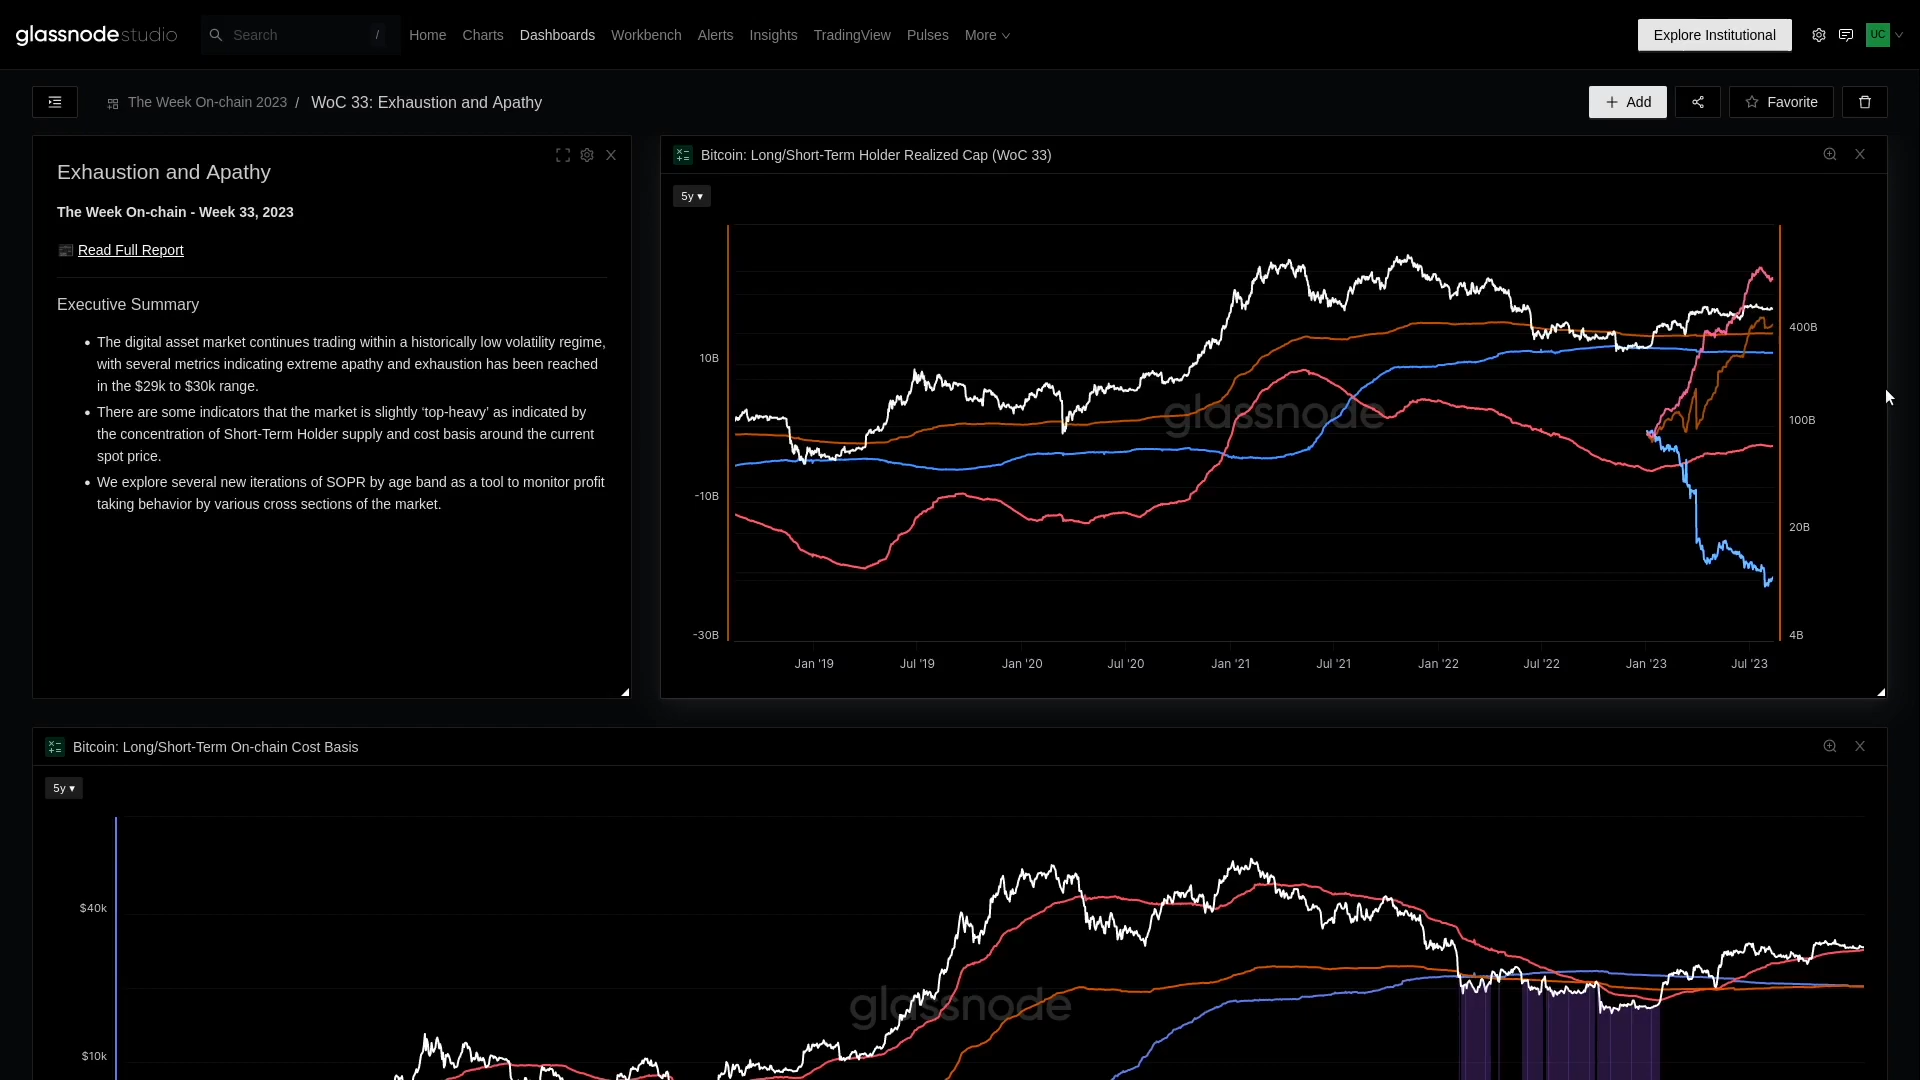 glassnodestudio
Search /
Home Charts Dashboards Workbench Alerts Insights TradingView Pulses More
Explore Institutional
UC
The Week On-chain 2023 / WoC 33: Exhaustion and Apathy
Add
Favorite
Exhaustion and Apathy
The Week On-chain - Week 33, 2023
Read Full Report
Executive Summary
The digital asset market continues trading within a historically low volatility regime,
with several metrics indicating extreme apathy and exhaustion has been reached
in the $29k to $30k range.
There are some indicators that the market is slightly ‘top-heavy’ as indicated by
the concentration of Short-Term Holder supply and cost basis around the current
spot price.
We explore several new iterations of SOPR by age band as a tool to monitor profit
taking behavior by various cross sections of the market.
Bitcoin: Long/Short-Term Holder Realized Cap (WoC 33)
5y ▾
10B
-10B
-30B
400B
100B
20B
4B
glassnode
Jan '19 Jul '19 Jan '20 Jul '20 Jan '21 Jul '21 Jan '22 Jul '22 Jan '23 Jul '23
Bitcoin: Long/Short-Term On-chain Cost Basis
5y ▾
$40k
$10k
glassnode